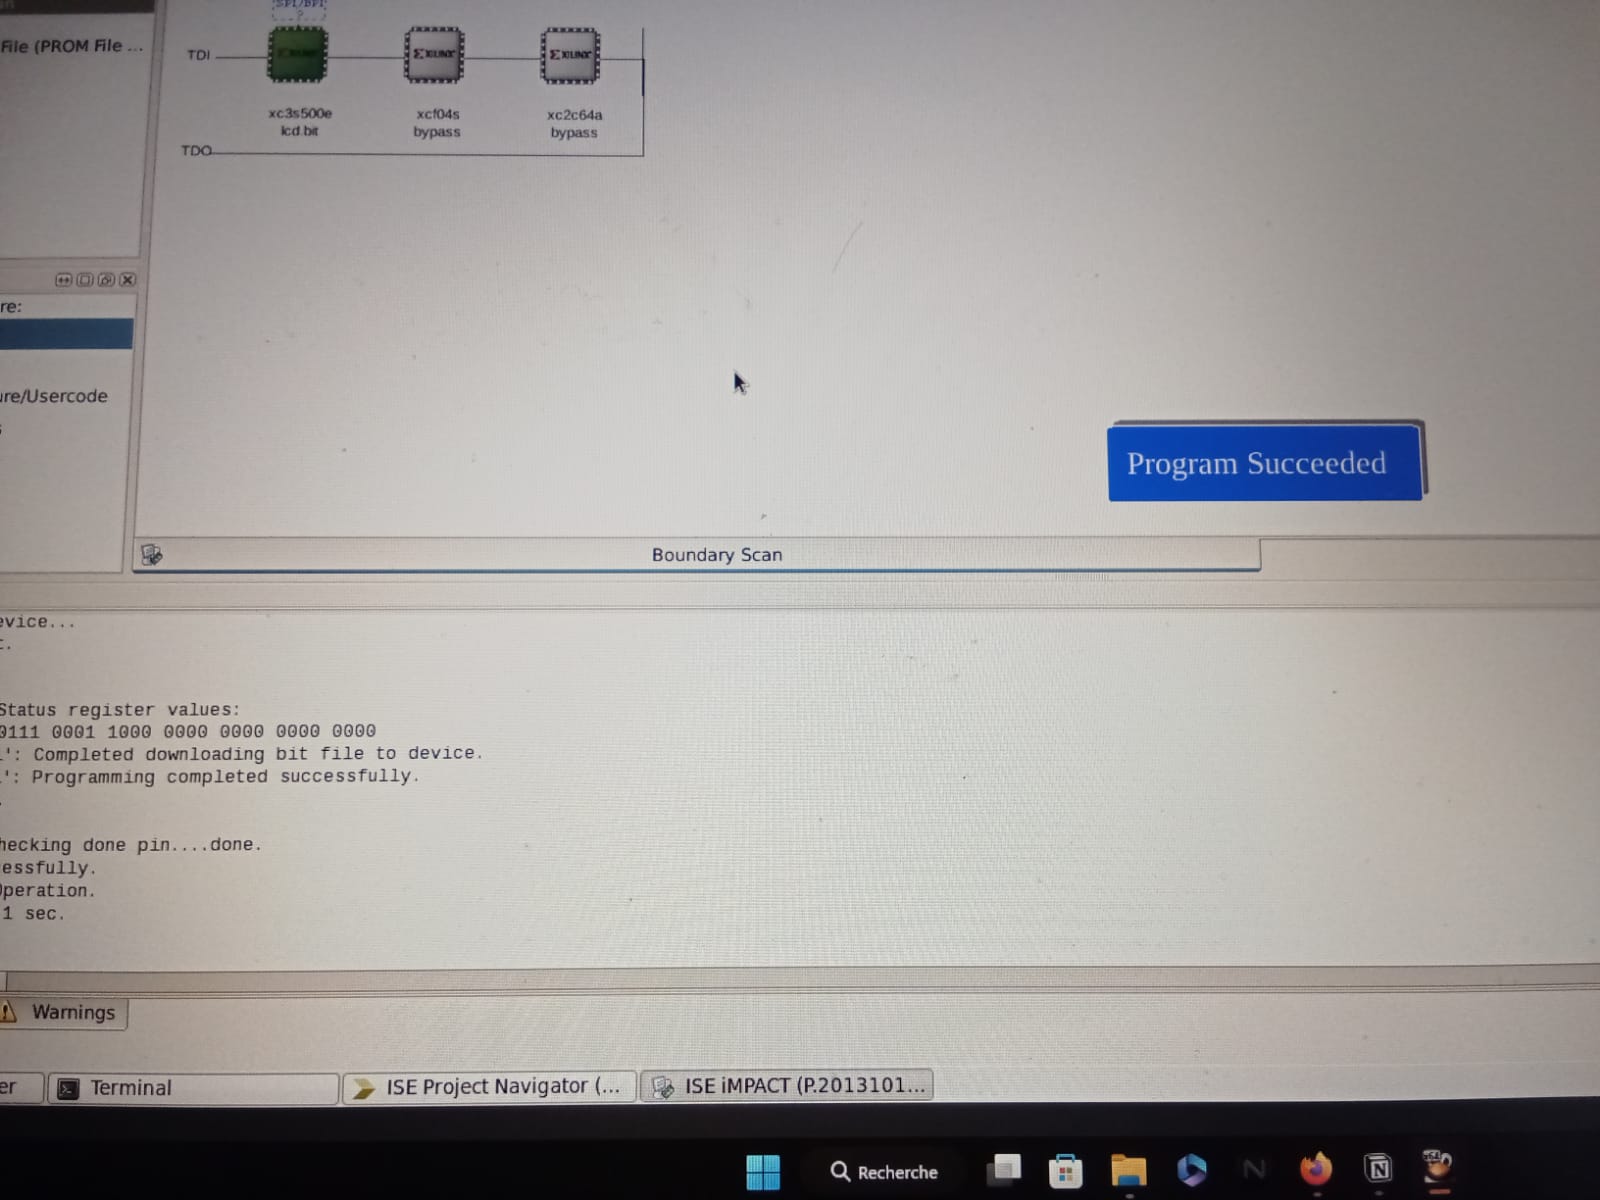 SPI/BPI
?
File (PROM File ...
TDI
XILINX
XILINX
xc3s500e
lcd.bit
xcf04s
bypass
xc2c64a
bypass
TDO
re:
ure/Usercode
Program Succeeded
Boundary Scan
evice...
Status register values:
0111 0001 1000 0000 0000 0000 0000
': Completed downloading bit file to device.
': Programming completed successfully.
hecking done pin....done.
essfully.
Operation.
1 sec.
Warnings
er
Terminal
ISE Project Navigator (...
ISE iMPACT (P.2013101...
Recherche